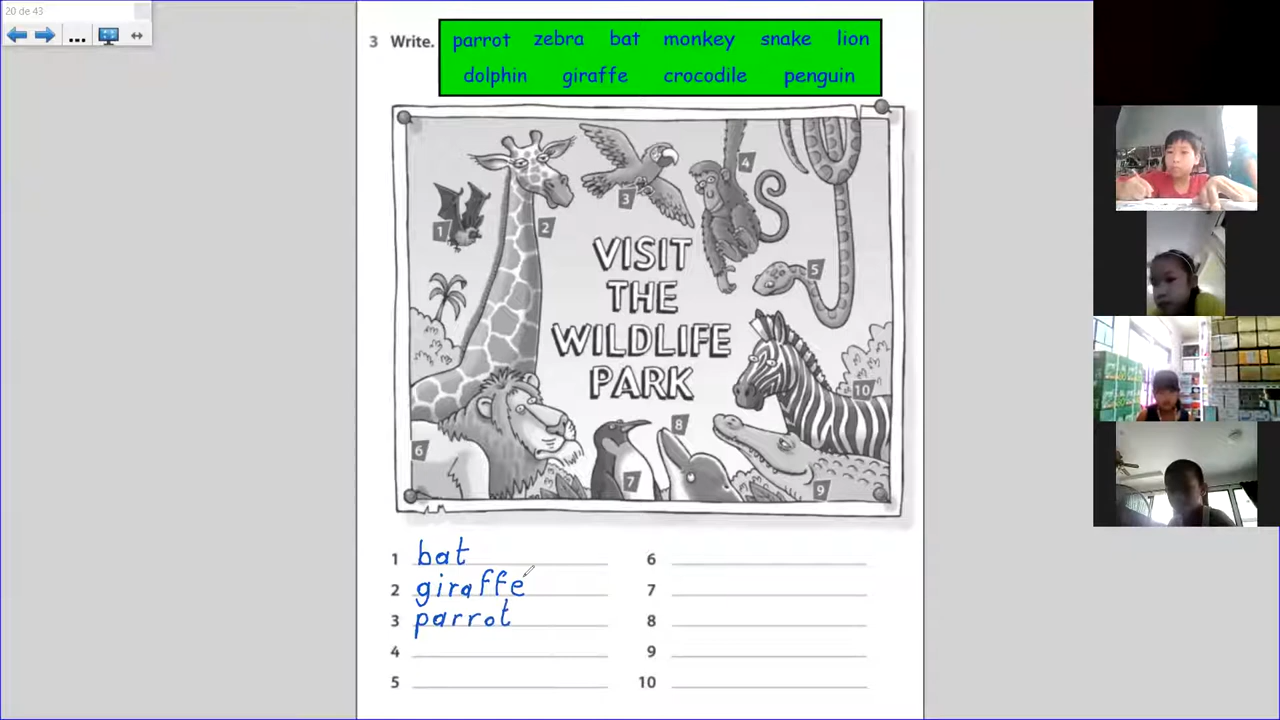 20 de 43
3 Write.
parrot zebra bat monkey snake lion
dolphin giraffe crocodile penguin
1
2
3
4
5
VISIT
THE
WILDLIFE
PARK
6
7
8
9
10
1 bat
2 giraffe
3 parrot
4
5
6
7
8
9
10